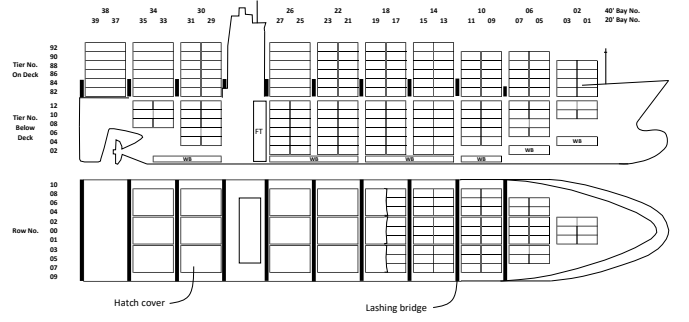 38 34 30 26 22 18 14 10 06 02 40' Bay No.
39 37 35 33 31 29 27 25 23 21 19 17 15 13 11 09 07 05 03 01 20' Bay No.
92
90
Tier No. 88
On Deck 86
84
82
12
Tier No. 10
Below 08
Deck 06
04
02
FT
WB
WB WB WB WB WB
10
08
06
04
02
Row No. 00
01
03
05
07
09
Hatch cover
Lashing bridge